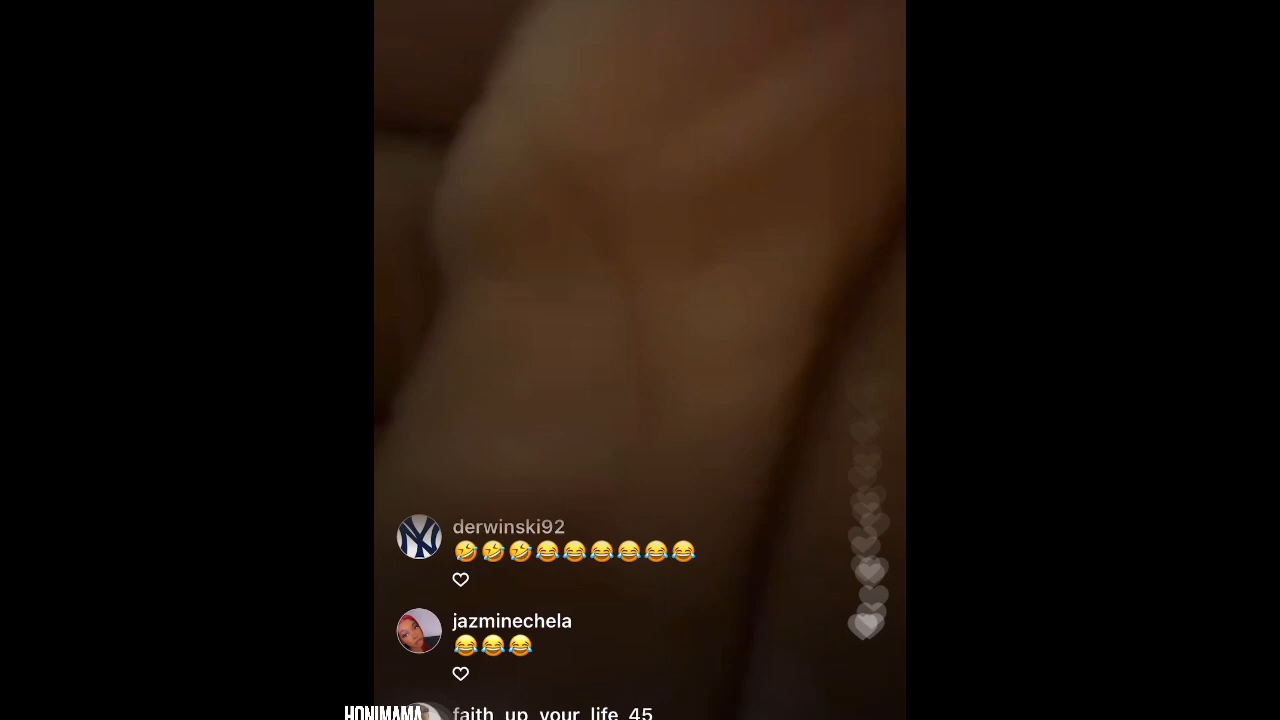 derwinski92
🤣🤣🤣😂😂😂😂😂😂
jazminechela
😂😂😂
HONIMAMA
faith_up_your_life_45